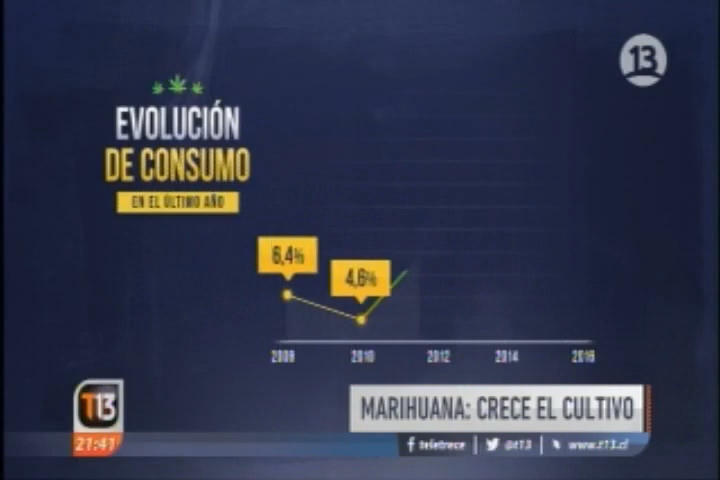 13
EVOLUCIÓN
DE CONSUMO
EN EL ÚLTIMO AÑO
6,4%
4,6%
2008 2010 2012 2014 2016
T13
MARIHUANA: CRECE EL CULTIVO
21:41
teletrece @t13 www.t13.cl